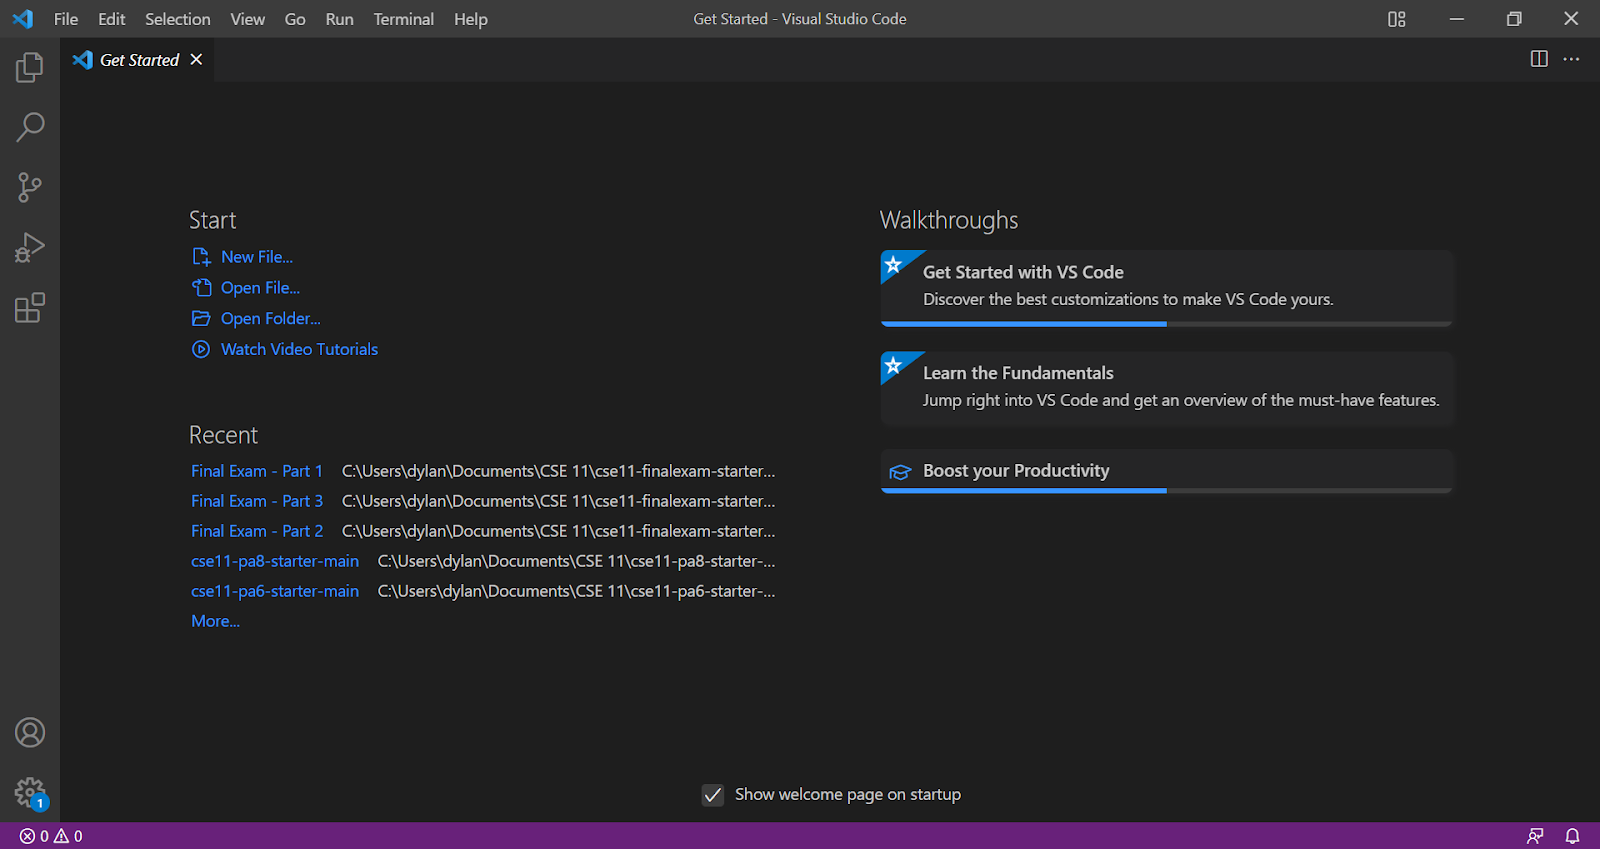 File Edit Selection View Go Run Terminal Help Get Started - Visual Studio Code
Get Started
Start
New File...
Open File...
Open Folder...
Watch Video Tutorials
Recent
Final Exam - Part 1 C:\Users\dylan\Documents\CSE 11\cse11-finalexam-starter...
Final Exam - Part 3 C:\Users\dylan\Documents\CSE 11\cse11-finalexam-starter...
Final Exam - Part 2 C:\Users\dylan\Documents\CSE 11\cse11-finalexam-starter...
cse11-pa8-starter-main C:\Users\dylan\Documents\CSE 11\cse11-pa8-starter-...
cse11-pa6-starter-main C:\Users\dylan\Documents\CSE 11\cse11-pa6-starter-...
More...
Walkthroughs
Get Started with VS Code
Discover the best customizations to make VS Code yours.
Learn the Fundamentals
Jump right into VS Code and get an overview of the must-have features.
Boost your Productivity
Show welcome page on startup
1
0 0